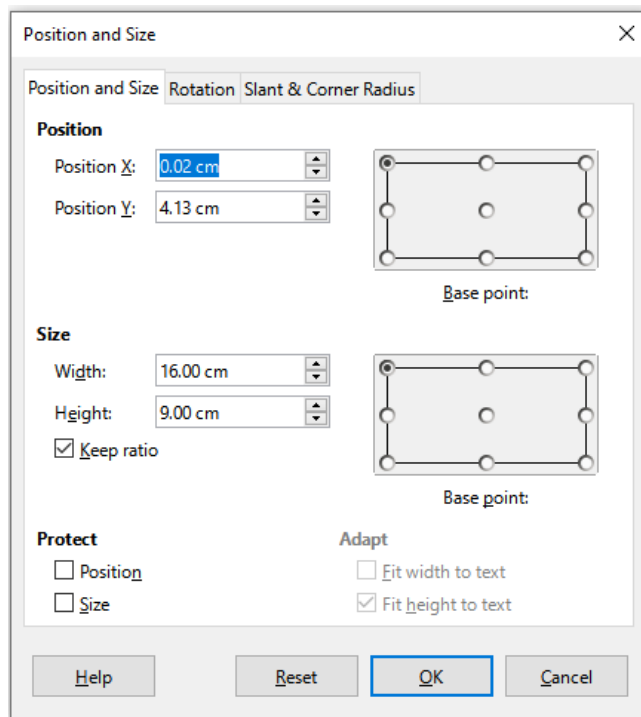 Position and Size
Position and Size Rotation Slant & Corner Radius
Position
Position X: 0.02 cm
Position Y: 4.13 cm
Base point:
Size
Width: 16.00 cm
Height: 9.00 cm
Keep ratio
Base point:
Protect Adapt
Position Fit width to text
Size Fit height to text
Help Reset OK Cancel